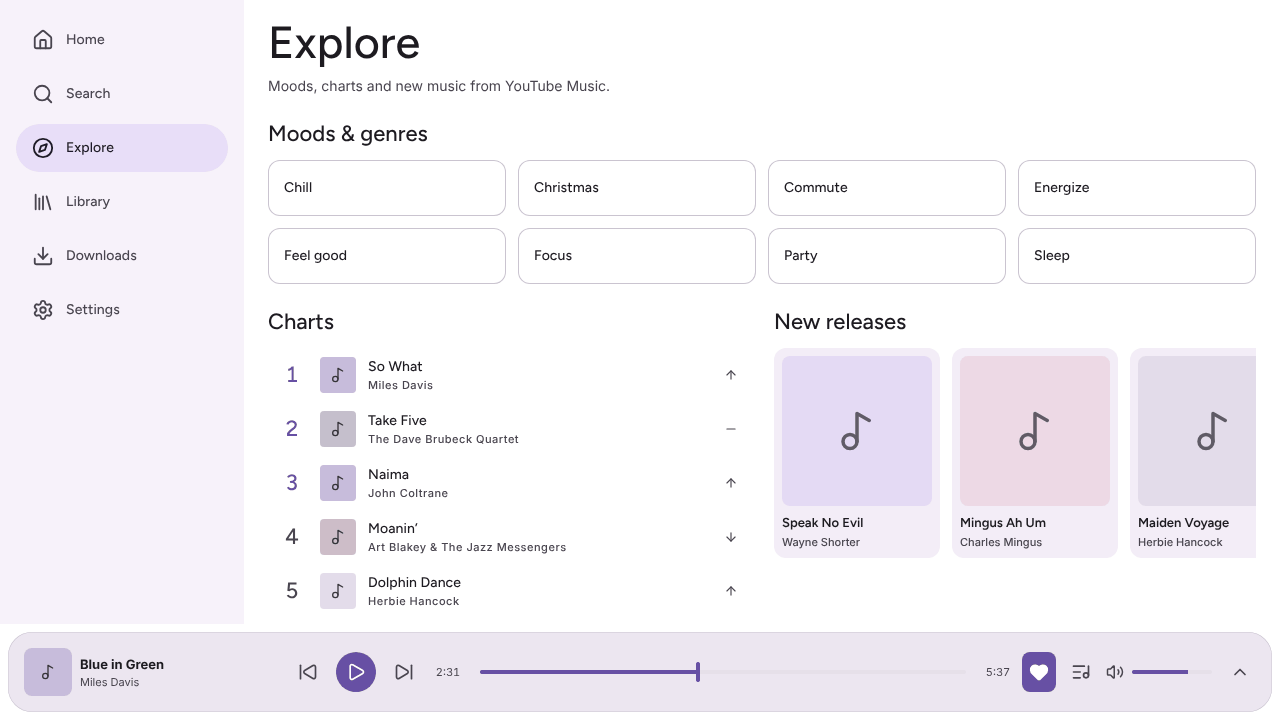 Home
Search
Explore
Library
Downloads
Settings
Explore
Moods, charts and new music from YouTube Music.
Moods & genres
Chill
Christmas
Commute
Energize
Feel good
Focus
Party
Sleep
Charts
1
So What
Miles Davis
2
Take Five
The Dave Brubeck Quartet
3
Naima
John Coltrane
4
Moanin’
Art Blakey & The Jazz Messengers
5
Dolphin Dance
Herbie Hancock
New releases
Speak No Evil
Wayne Shorter
Mingus Ah Um
Charles Mingus
Maiden Voyage
Herbie Hancock
Blue in Green
Miles Davis
2:31
5:37